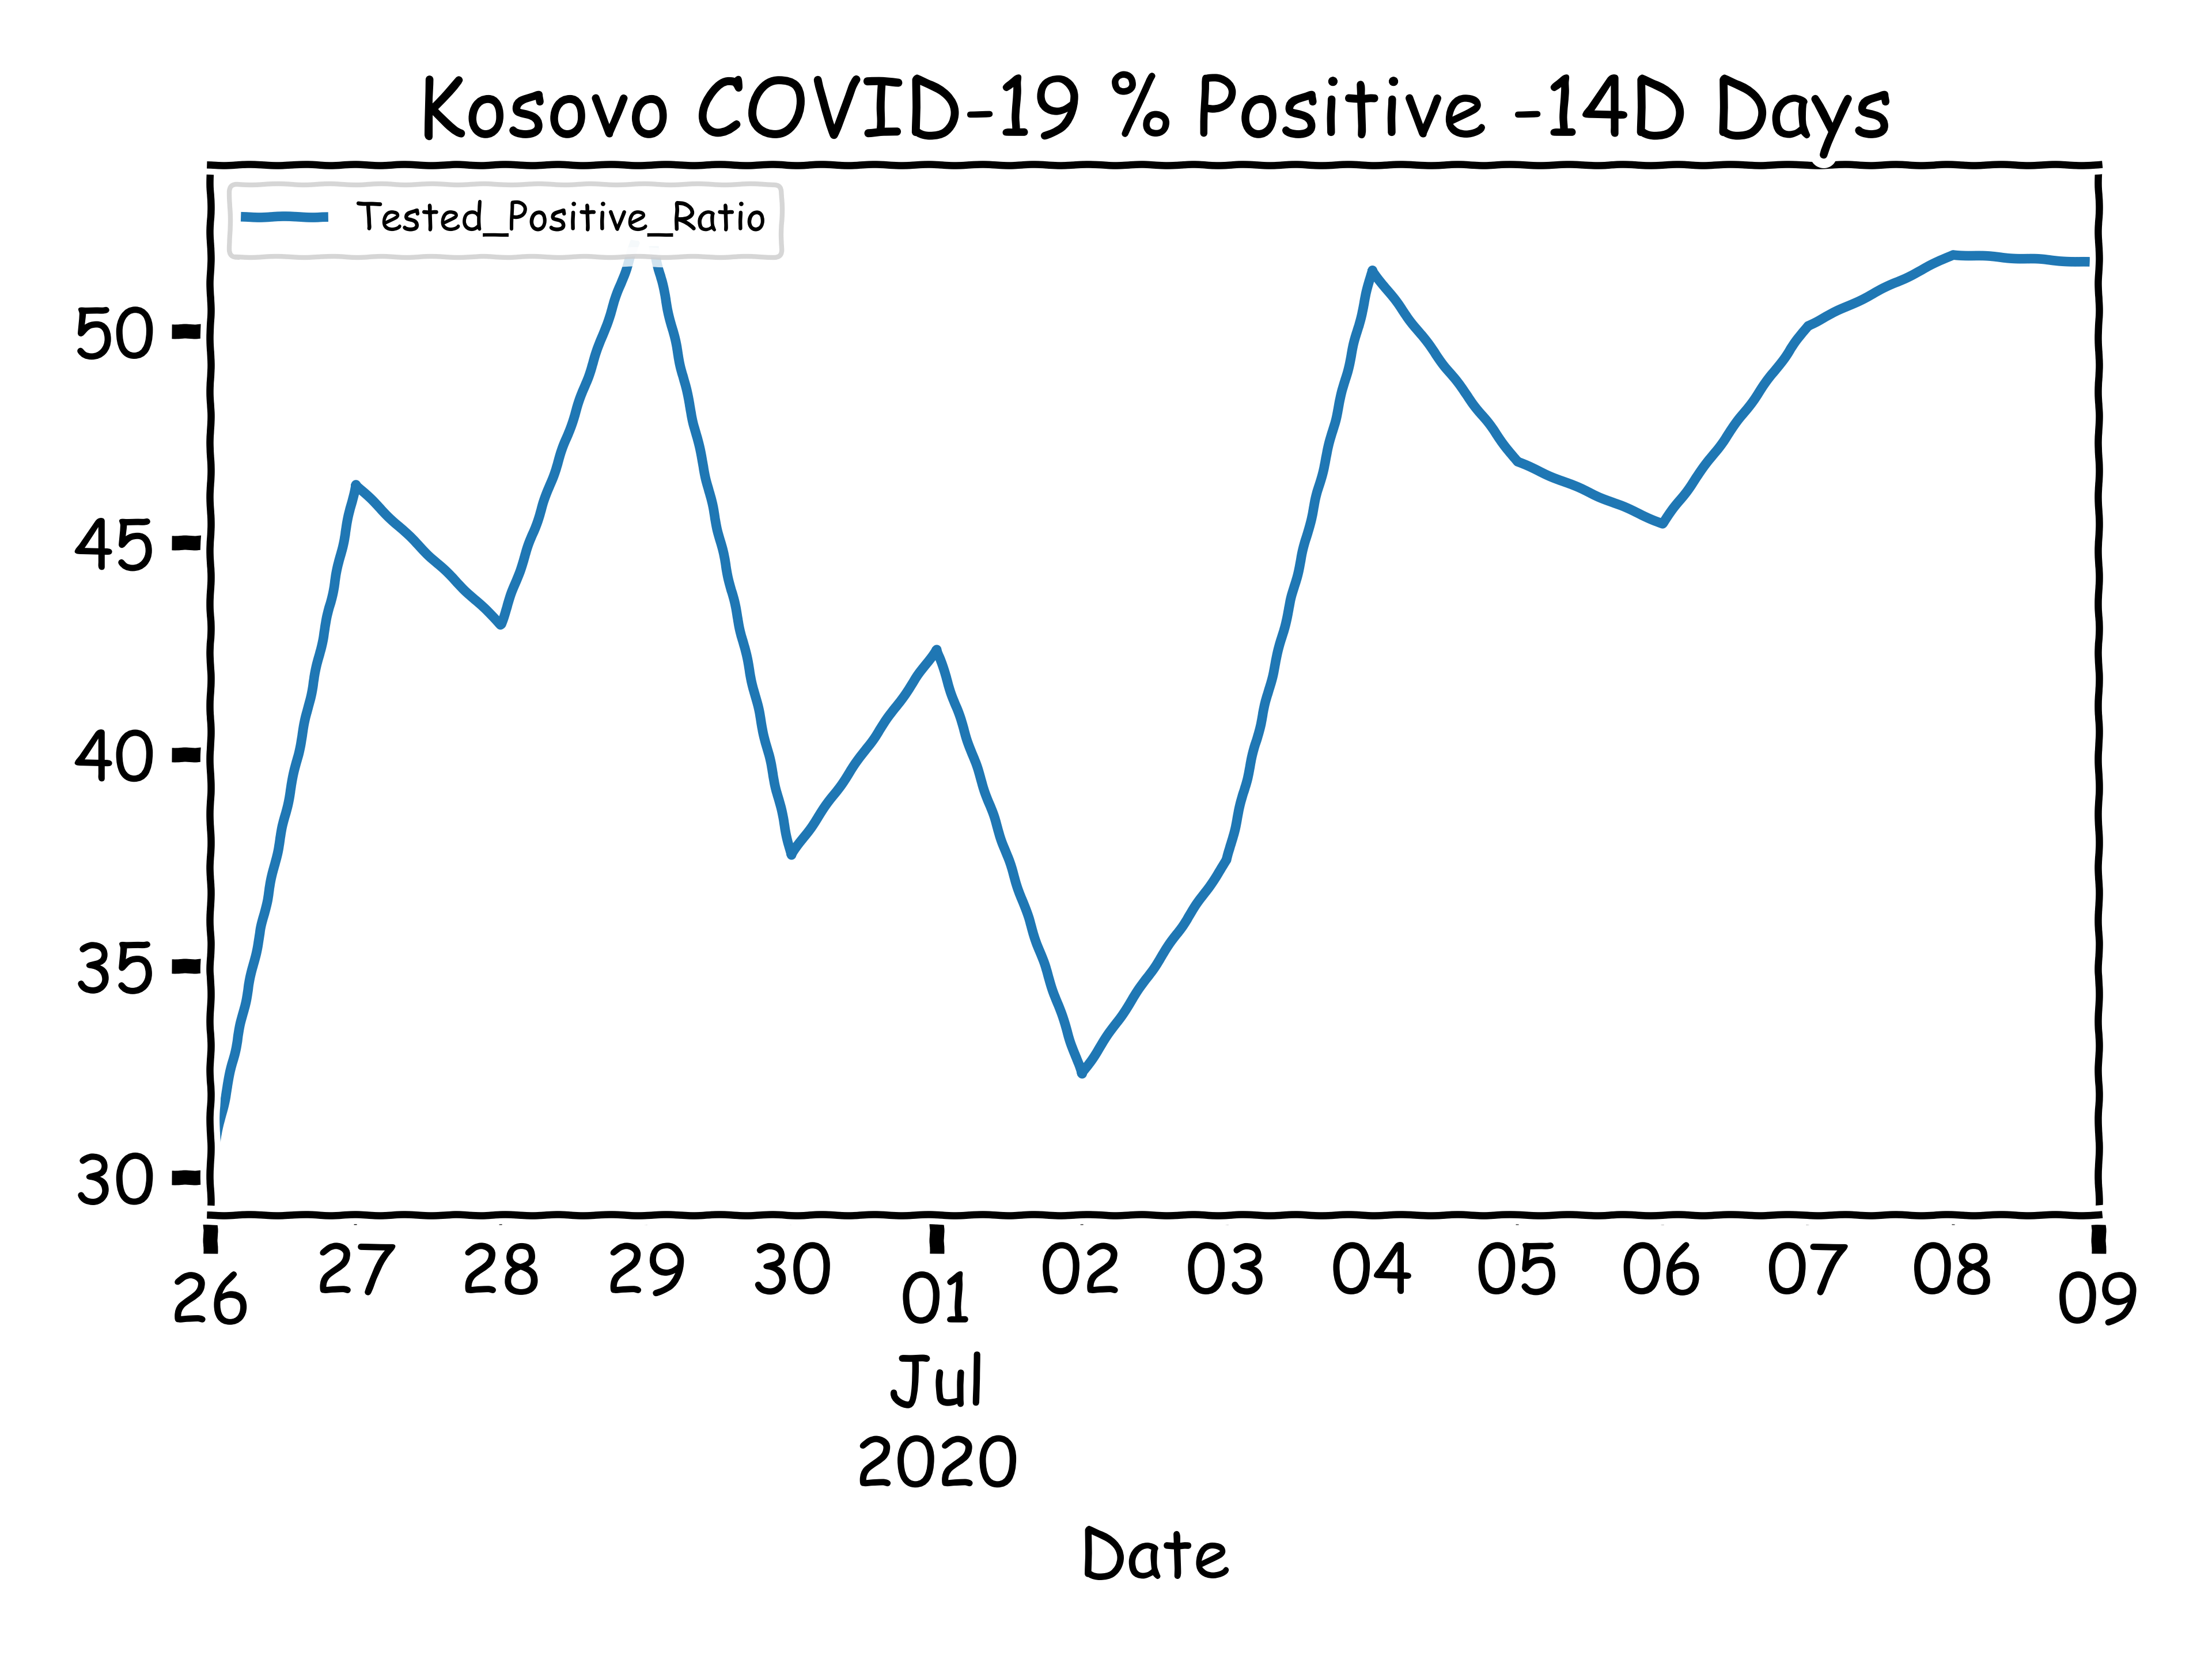 Kosovo COVID-19 % Positive -14D Days
Tested_Positive_Ratio
50
45
40
35
30
26 27 28 29 30 01 02 03 04 05 06 07 08 09
Jul
2020
Date